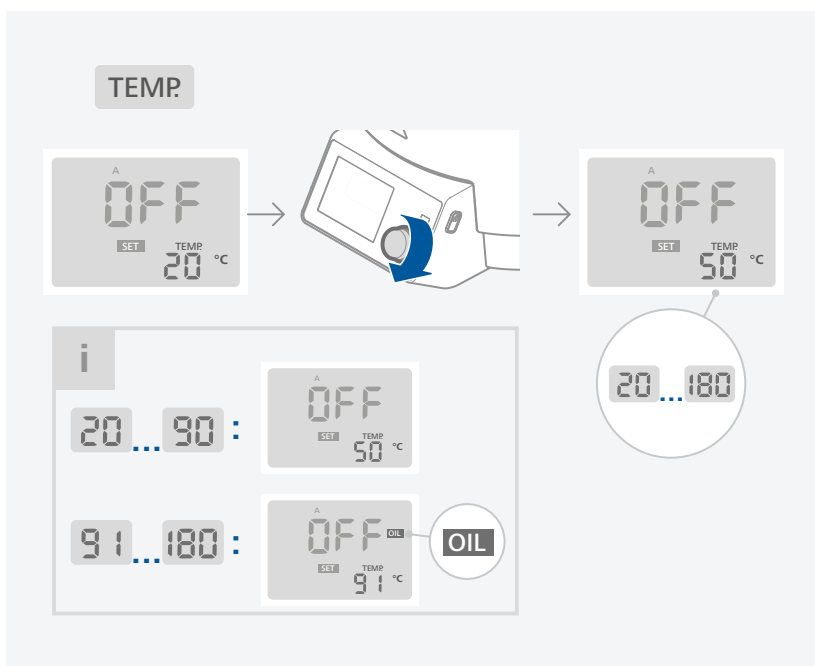 TEMP.
A
OFF
SET TEMP. 20 °C
A
OFF
SET TEMP. 50 °C
20...180
i
20...90:
A
OFF
SET TEMP. 50 °C
91...180:
A
OFF OIL
SET TEMP. 91 °C
OIL